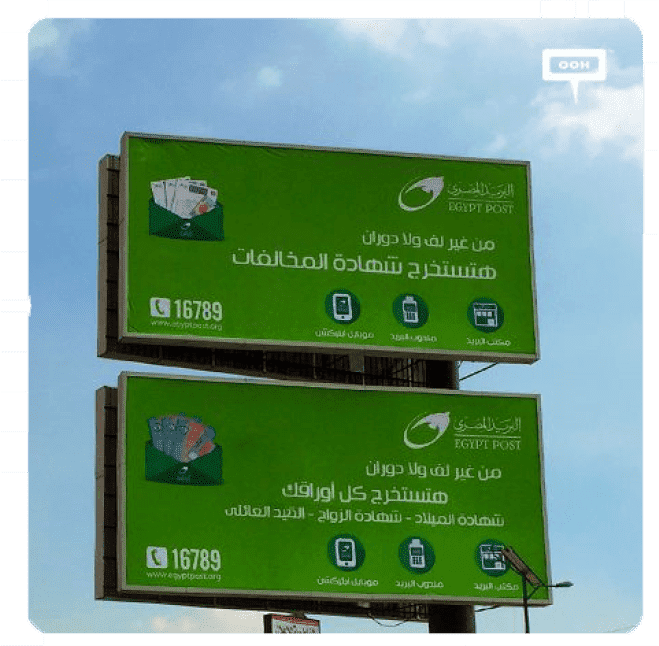 OOH
البريد المصري
EGYPT POST
من غير لف ولا دوران
هتستخرج شهادة المخالفات
16789
www.egyptpost.org
موبايل ابليكشن
مندوب البريد
مكتب البريد
البريد المصري
EGYPT POST
من غير لف ولا دوران
هتستخرج كل أوراقك
شهادة الميلاد - شهادة الزواج - القيد العائلى
16789
www.egyptpost.org
موبايل ابليكشن
مندوب البريد
مكتب البريد